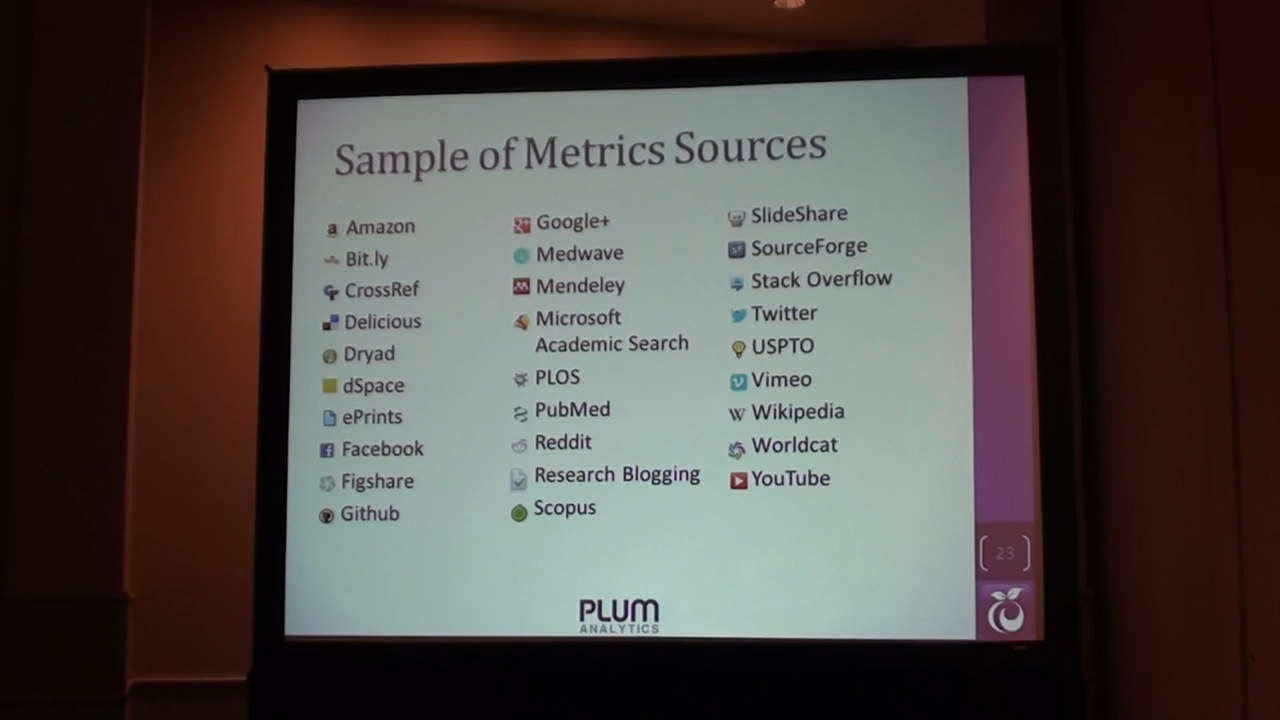 Sample of Metrics Sources
Amazon
Bit.ly
CrossRef
Delicious
Dryad
dSpace
ePrints
Facebook
Figshare
Github
Google+
Medwave
Mendeley
Microsoft
Academic Search
PLOS
PubMed
Reddit
Research Blogging
Scopus
SlideShare
SourceForge
Stack Overflow
Twitter
USPTO
Vimeo
Wikipedia
Worldcat
YouTube
23
PLUM
ANALYTICS